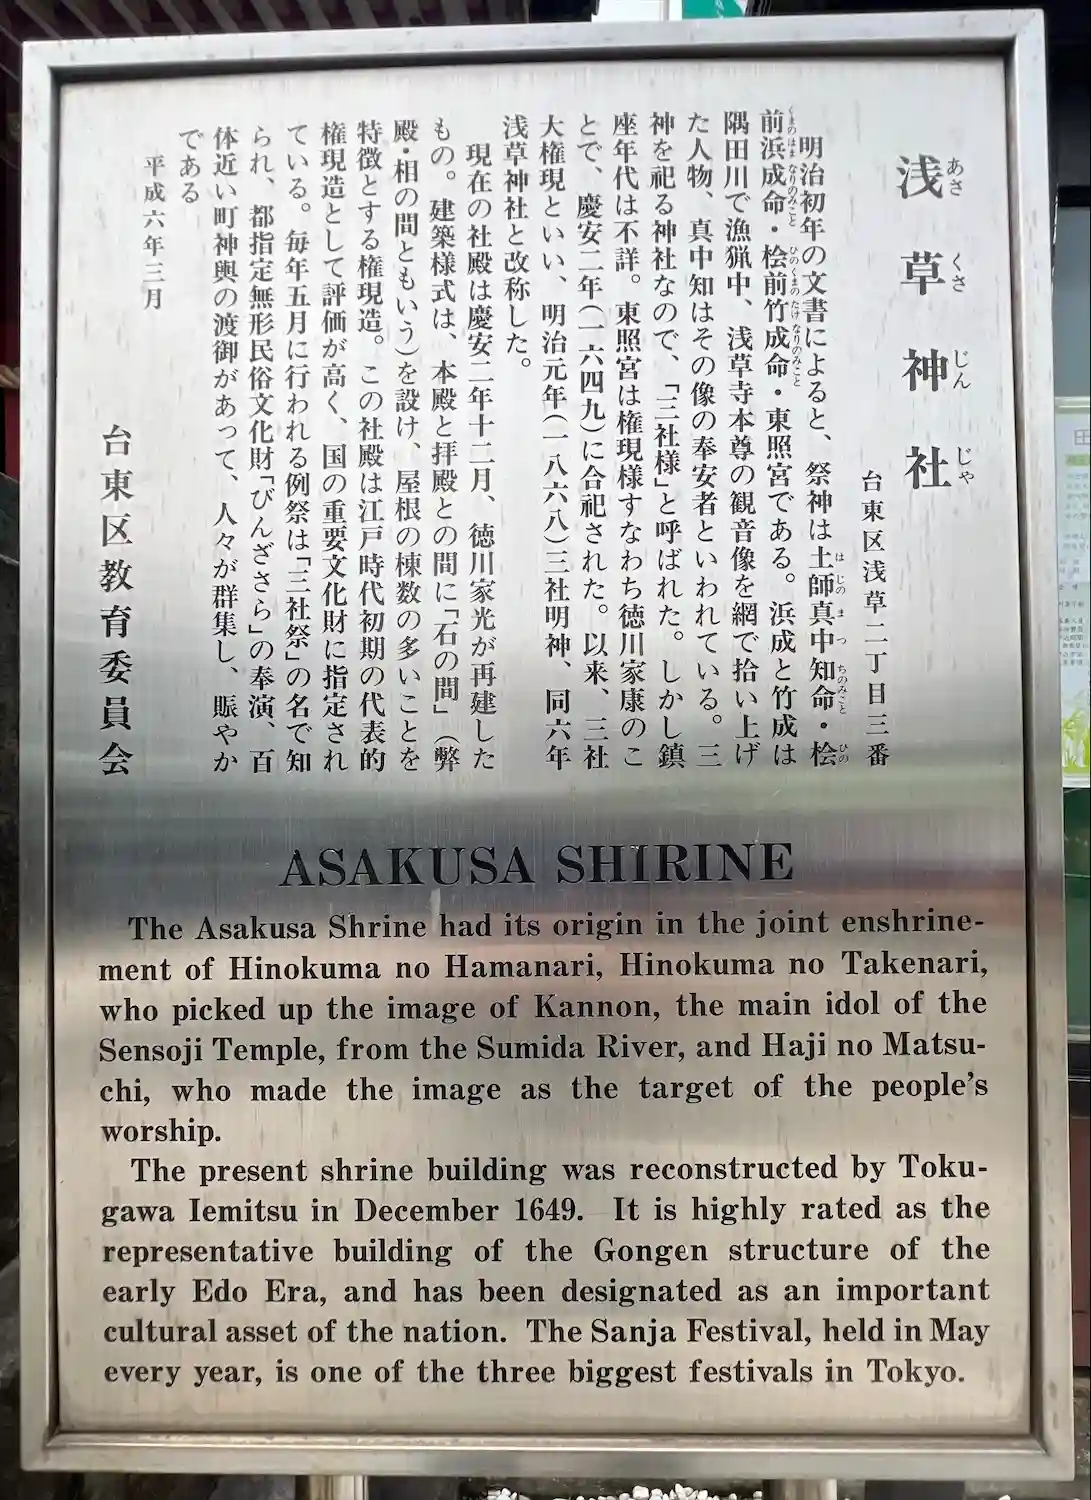 浅草神社
あさくさじんじゃ
台東区浅草二丁目三番
明治初年の文書によると、祭神は土師真中知命・桧
前浜成命・桧前竹成命・東照宮である。浜成と竹成は
隅田川で漁猟中、浅草寺本尊の観音像を網で拾い上げ
た人物、真中知はその像の奉安者といわれている。三
神を祀る神社なので、「三社様」と呼ばれた。しかし鎮
座年代は不詳。東照宮は権現様すなわち徳川家康のこ
とで、慶安二年(一六四九)に合祀された。以来、三社
大権現といい、明治元年(一八六八)三社明神、同六年
浅草神社と改称した。
現在の社殿は慶安二年十二月、徳川家光が再建した
もの。建築様式は、本殿と拝殿との間に「石の間」(弊
殿・相の間ともいう)を設け、屋根の棟数の多いことを
特徴とする権現造。この社殿は江戸時代初期の代表的
権現造として評価が高く、国の重要文化財に指定され
ている。毎年五月に行われる例祭は「三社祭」の名で知
られ、都指定無形民俗文化財「びんざさら」の奉演、百
体近い町神輿の渡御があって、人々が群集し、賑やか
である
平成六年三月
台東区教育委員会
ASAKUSA SHIRINE
The Asakusa Shrine had its origin in the joint enshrine-
ment of Hinokuma no Hamanari, Hinokuma no Takenari,
who picked up the image of Kannon, the main idol of the
Sensoji Temple, from the Sumida River, and Haji no Matsu-
chi, who made the image as the target of the people's
worship.
The present shrine building was reconstructed by Toku-
gawa Iemitsu in December 1649. It is highly rated as the
representative building of the Gongen structure of the
early Edo Era, and has been designated as an important
cultural asset of the nation. The Sanja Festival, held in May
every year, is one of the three biggest festivals in Tokyo.